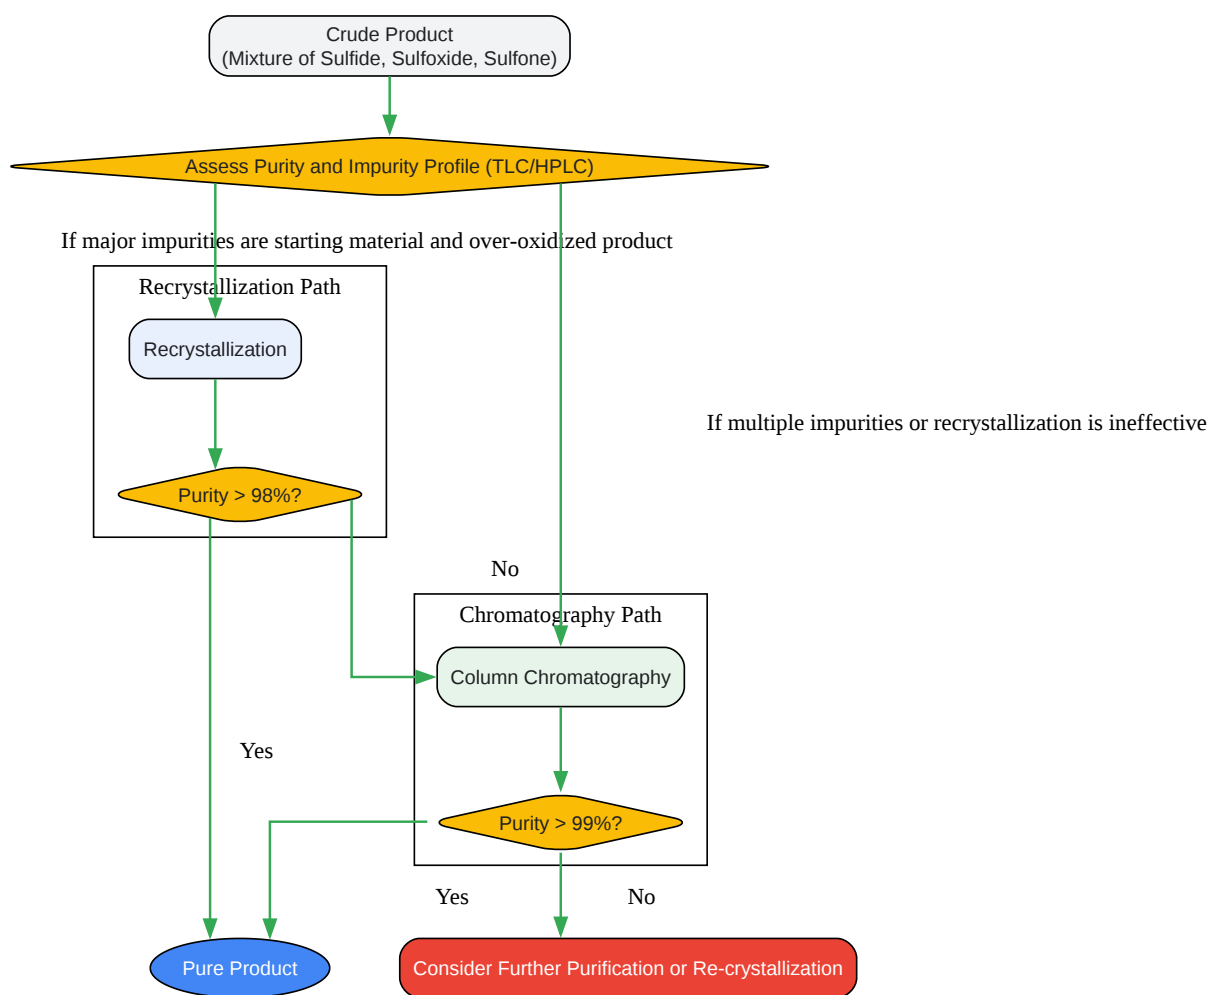 Crude Product
(Mixture of Sulfide, Sulfoxide, Sulfone)
Assess Purity and Impurity Profile (TLC/HPLC)
If major impurities are starting material and over-oxidized product
Recrystallization Path
Recrystallization
If multiple impurities or recrystallization is ineffective
Purity > 98%?
No
Chromatography Path
Column Chromatography
Yes
Purity > 99%?
Yes
No
Pure Product
Consider Further Purification or Re-crystallization